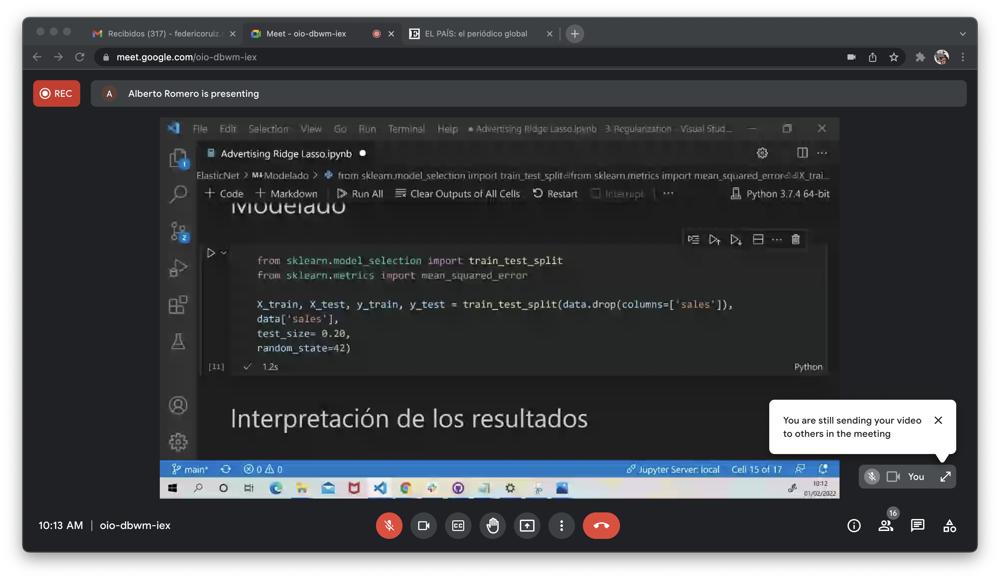 Recibidos (317) - federicoruiz.r
Meet - oio-dbwm-iex
EL PAÍS: el periódico global
meet.google.com/oio-dbwm-iex
REC
A
Alberto Romero is presenting
File Edit Selection View Go Run Terminal Help ● Advertising Ridge Lasso.ipynb - 3-Regularization - Visual Stud...
Advertising Ridge Lasso.ipynb
1
ElasticNet > M↓Modelado > from sklearn.model_selection import train_test_split⏎from sklearn.metrics import mean_squared_error⏎⏎X_trai...
+ Code + Markdown Run All Clear Outputs of All Cells Restart Interrupt ... Python 3.7.4 64-bit
Modelado
2
from sklearn.model_selection import train_test_split
from sklearn.metrics import mean_squared_error
X_train, X_test, y_train, y_test = train_test_split(data.drop(columns=['sales']),
data['sales'],
test_size= 0.20,
random_state=42)
[11] ✓ 1.2s
Python
Interpretación de los resultados
You are still sending your video
to others in the meeting
main* 0 0
Jupyter Server: local Cell 15 of 17
You
10:12
01/02/2022
10:13 AM | oio-dbwm-iex
CC
16